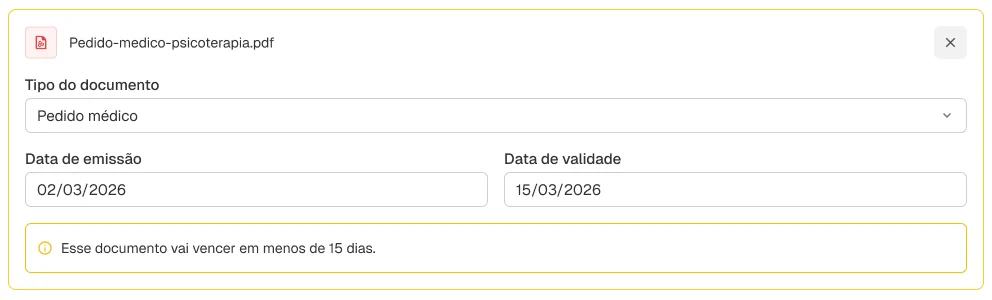 Pedido-medico-psicoterapia.pdf
Tipo do documento
Pedido médico
Data de emissão
Data de validade
02/03/2026
15/03/2026
Esse documento vai vencer em menos de 15 dias.